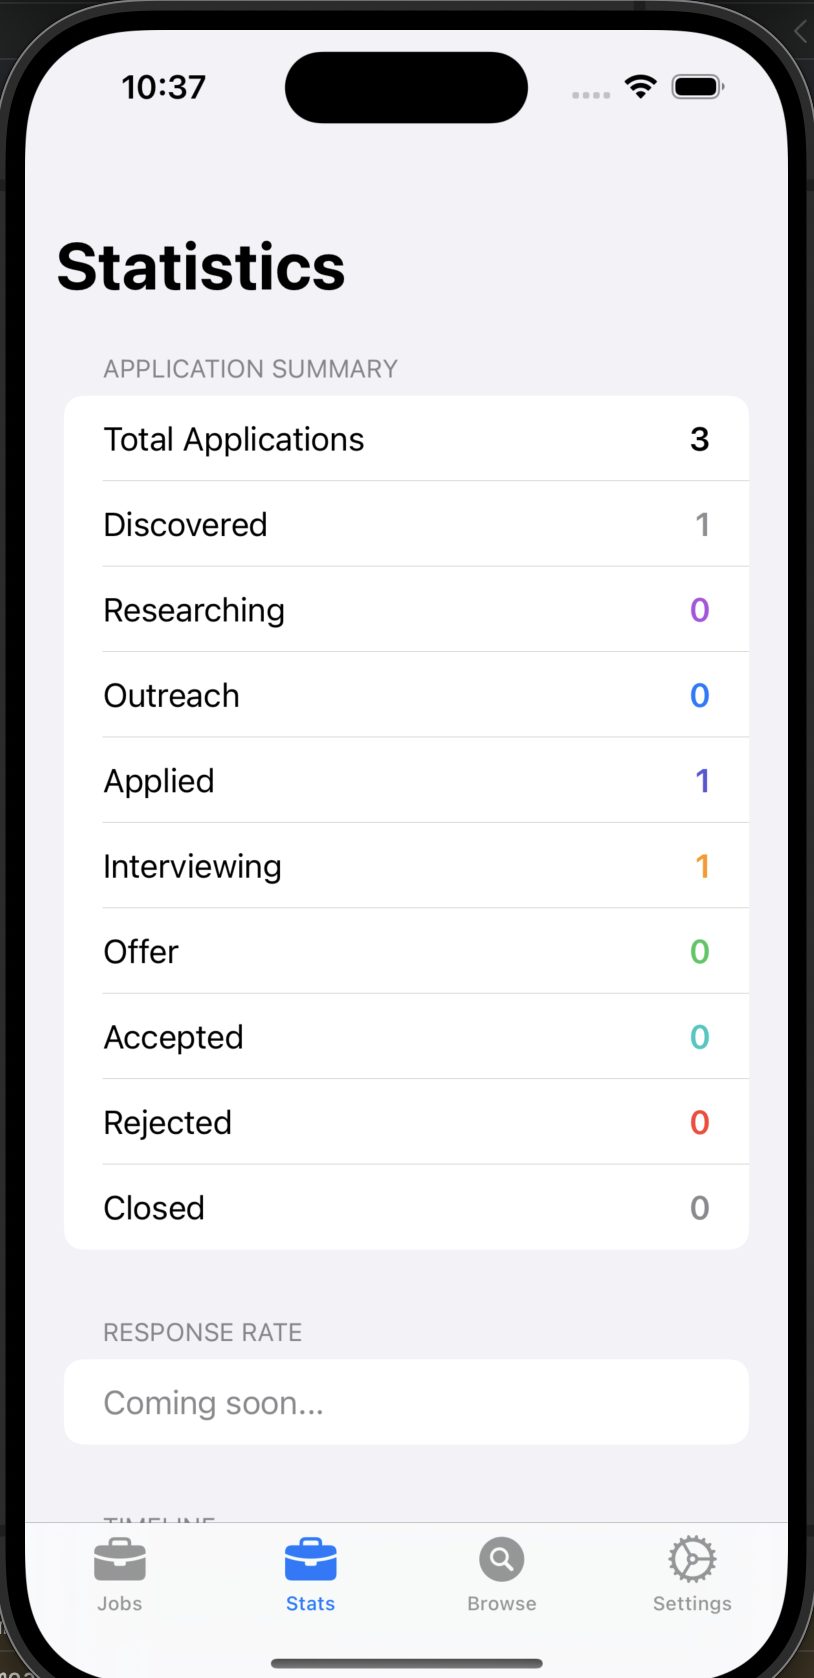 10:37
Statistics
APPLICATION SUMMARY
Total Applications 3
Discovered 1
Researching 0
Outreach 0
Applied 1
Interviewing 1
Offer 0
Accepted 0
Rejected 0
Closed 0
RESPONSE RATE
Coming soon...
TIMELINE
Jobs Stats Browse Settings